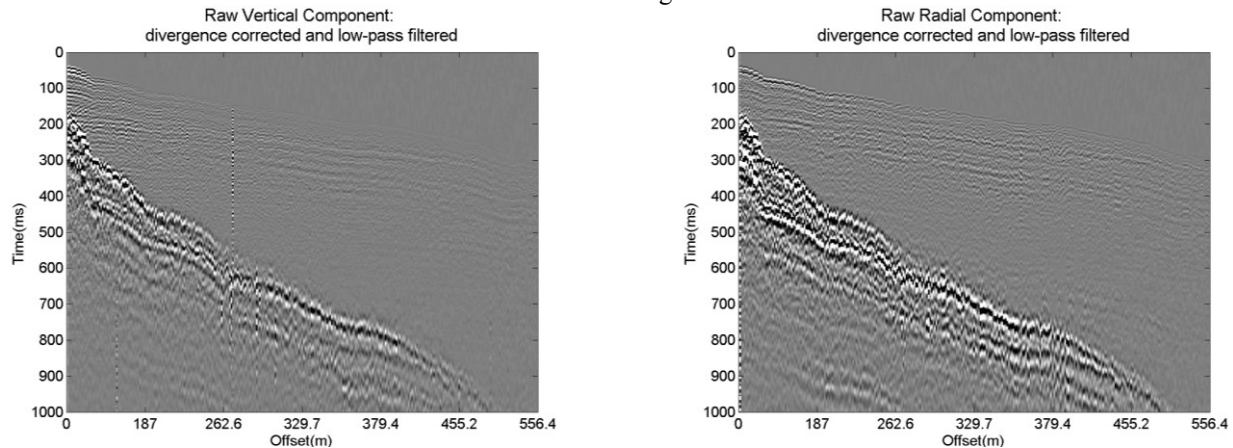 Raw Vertical Component:
divergence corrected and low-pass filtered
0
100
200
300
400
500
600
700
800
900
1000
Time(ms)
0 187 262.6 329.7 379.4 455.2 556.4
Offset(m)
Raw Radial Component:
divergence corrected and low-pass filtered
0
100
200
300
400
500
600
700
800
900
1000
Time(ms)
0 187 262.6 329.7 379.4 455.2 556.4
Offset(m)